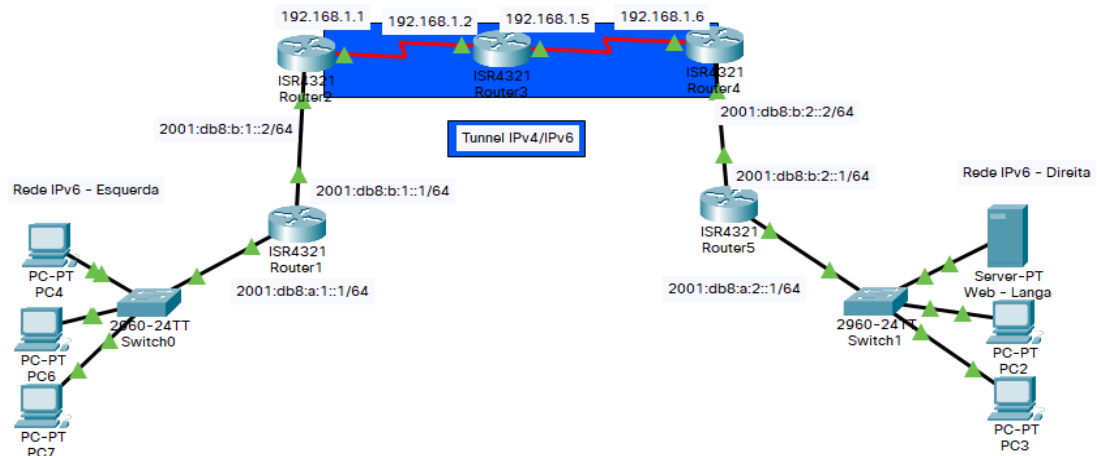 192.168.1.1
192.168.1.2
192.168.1.5
192.168.1.6
ISR4321
Router2
ISR4321
Router3
ISR4321
Router4
2001:db8:b:1::2/64
Tunnel IPv4/IPv6
2001:db8:b:2::2/64
Rede IPv6 - Esquerda
2001:db8:b:1::1/64
2001:db8:b:2::1/64
Rede IPv6 - Direita
ISR4321
Router1
ISR4321
Router5
PC-PT
PC4
2001:db8:a:1::1/64
2001:db8:a:2::1/64
Server-PT
Web - Langa
2960-24TT
Switch0
2960-24TT
Switch1
PC-PT
PC6
PC-PT
PC2
PC-PT
PC7
PC-PT
PC3